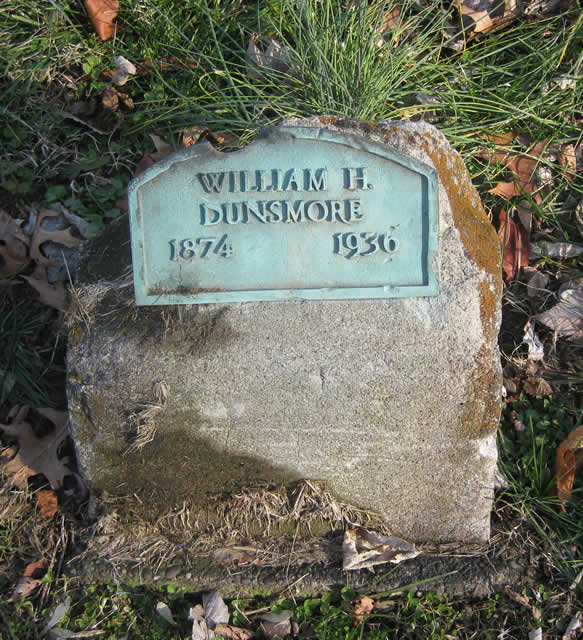 WILLIAM H.
DUNSMORE
1874 1936